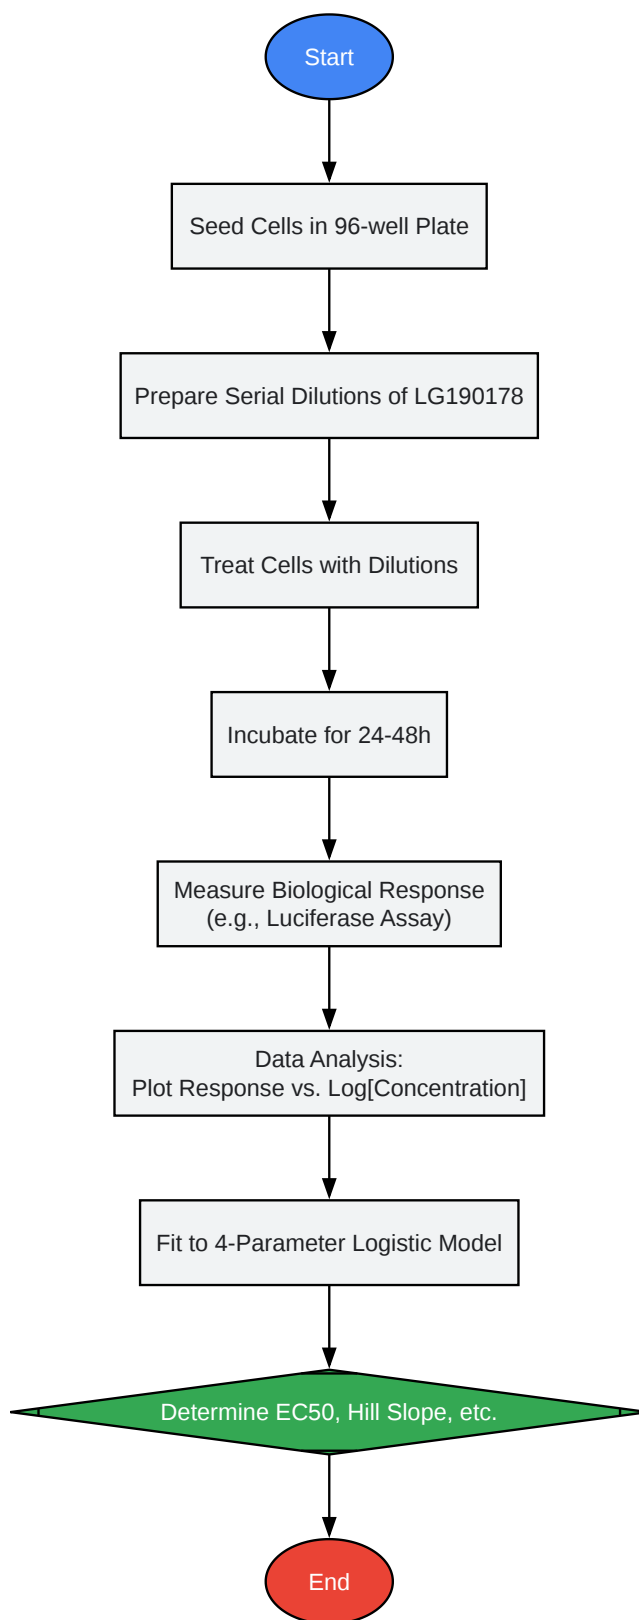 Start
Seed Cells in 96-well Plate
Prepare Serial Dilutions of LG190178
Treat Cells with Dilutions
Incubate for 24-48h
Measure Biological Response
(e.g., Luciferase Assay)
Data Analysis:
Plot Response vs. Log[Concentration]
Fit to 4-Parameter Logistic Model
Determine EC50, Hill Slope, etc.
End